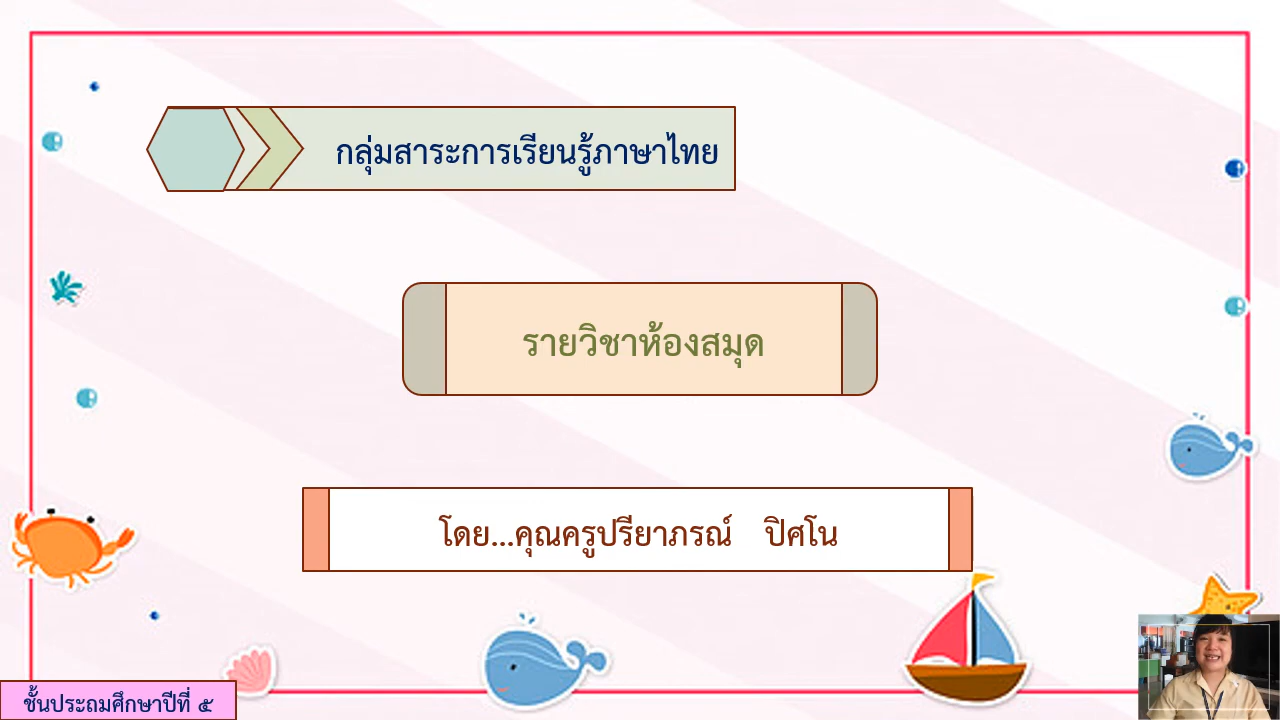 กลุ่มสาระการเรียนรู้ภาษาไทย
รายวิชาห้องสมุด
โดย...คุณครูปรียาภรณ์ ปิศโน
ชั้นประถมศึกษาปีที่ ๕